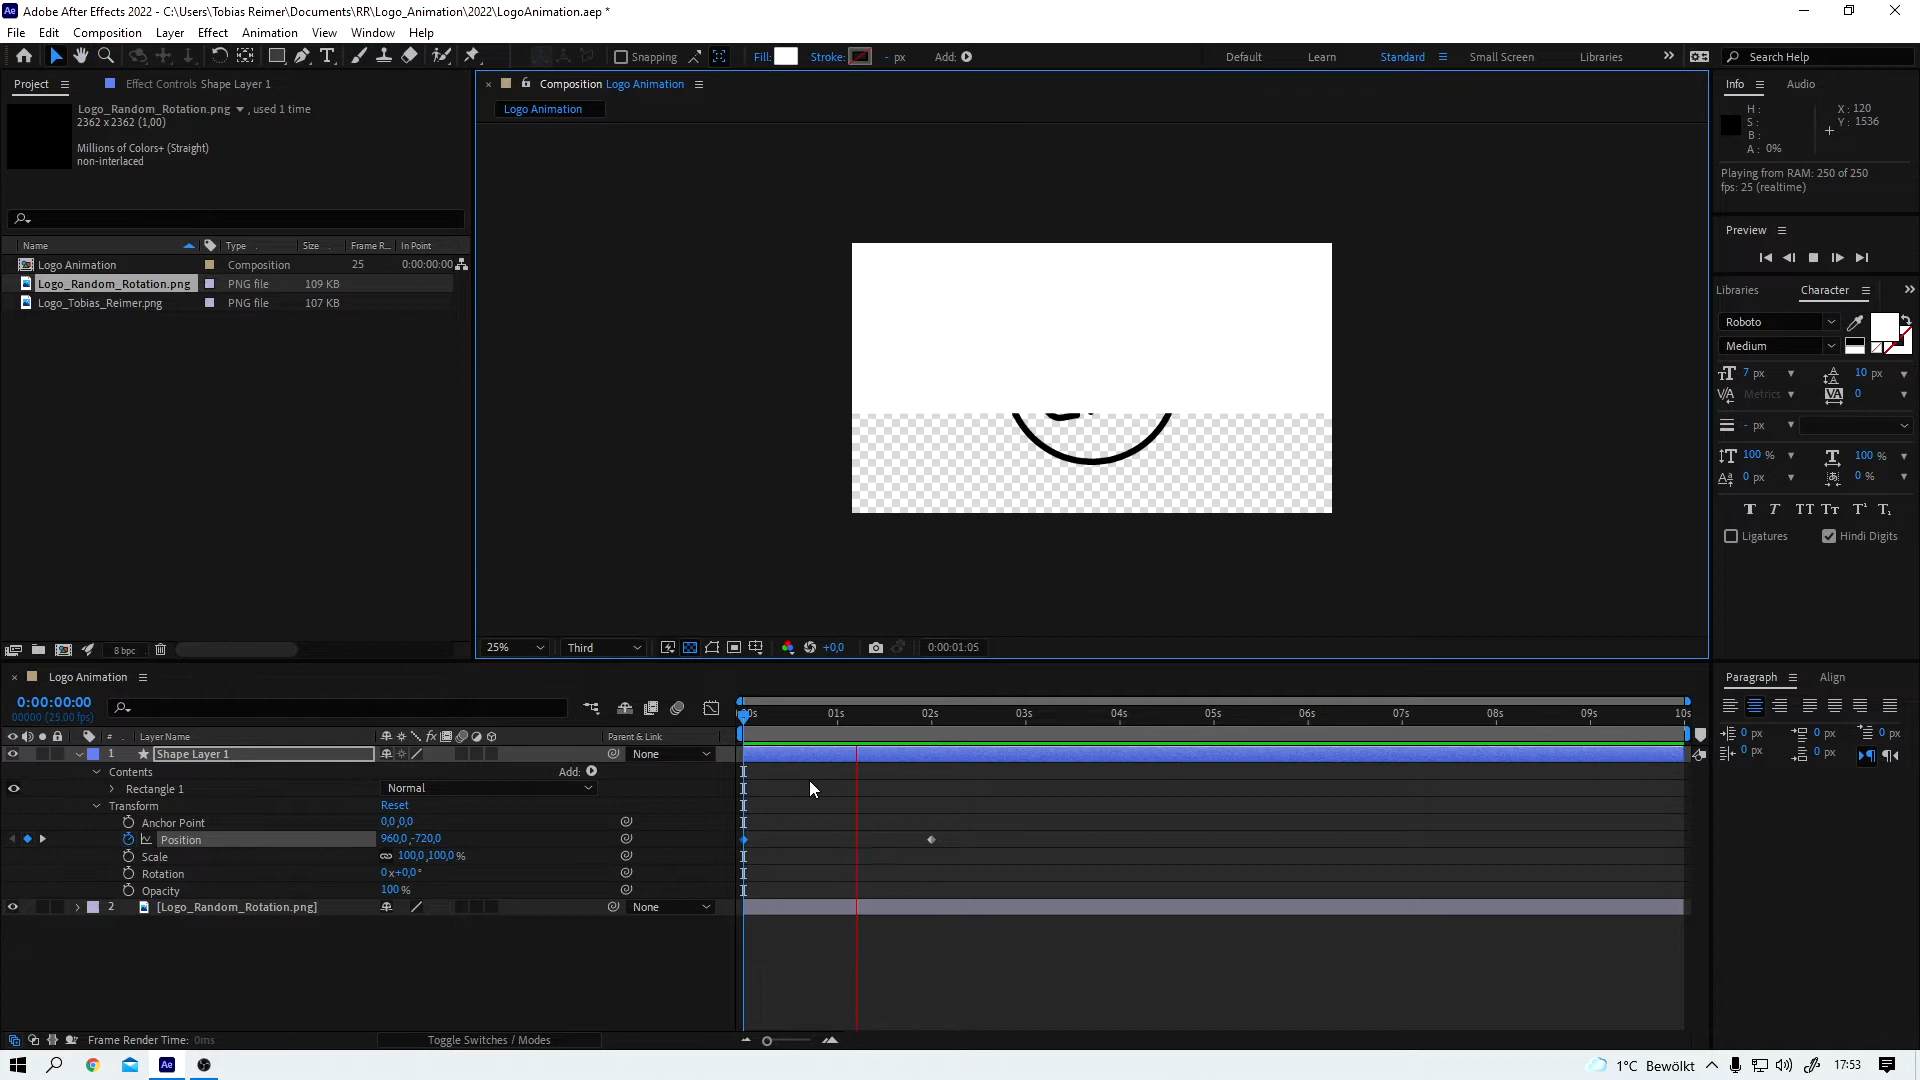 Adobe After Effects 2022 - C:\Users\Tobias Reimer\Documents\RR\Logo_Animation\2022\LogoAnimation.aep *
File Edit Composition Layer Effect Animation View Window Help
Snapping Fill: Stroke: - px Add: Default Learn Standard Small Screen Libraries Search Help
Project Effect Controls Shape Layer 1
Logo_Random_Rotation.png , used 1 time
2362 x 2362 (1,00)
Millions of Colors+ (Straight)
non-interlaced
Name Type Size Frame R... In Point
Logo Animation Composition 25 0:00:00:00
Logo_Random_Rotation.png PNG file 109 KB
Logo_Tobias_Reimer.png PNG file 107 KB
8 bpc
Composition Logo Animation
Logo Animation
25% Third +0,0 0:00:01:05
Info Audio
H : X : 120
S : Y : 1536
B :
A : 0%
Playing from RAM: 250 of 250
fps: 25 (realtime)
Preview
Libraries Character
Roboto
Medium
7 px 10 px
Metrics 0
- px
100 % 100 %
0 px 0 %
T T TT Tт T¹ T₁
Ligatures Hindi Digits
Paragraph Align
0 px 0 px 0 px
0 px 0 px
Logo Animation
0:00:00:00
00000 (25.00 fps)
:00s 01s 02s 03s 04s 05s 06s 07s 08s 09s 10s
# Layer Name fx Parent & Link
1 Shape Layer 1 None
Contents Add:
Rectangle 1 Normal
Transform Reset
Anchor Point 0,0,0,0
Position 960,0,-720,0
Scale 100,0,100,0 %
Rotation 0 x+0,0 °
Opacity 100 %
2 [Logo_Random_Rotation.png] None
Frame Render Time: 0ms Toggle Switches / Modes
Ae 1°C Bewölkt 17:53